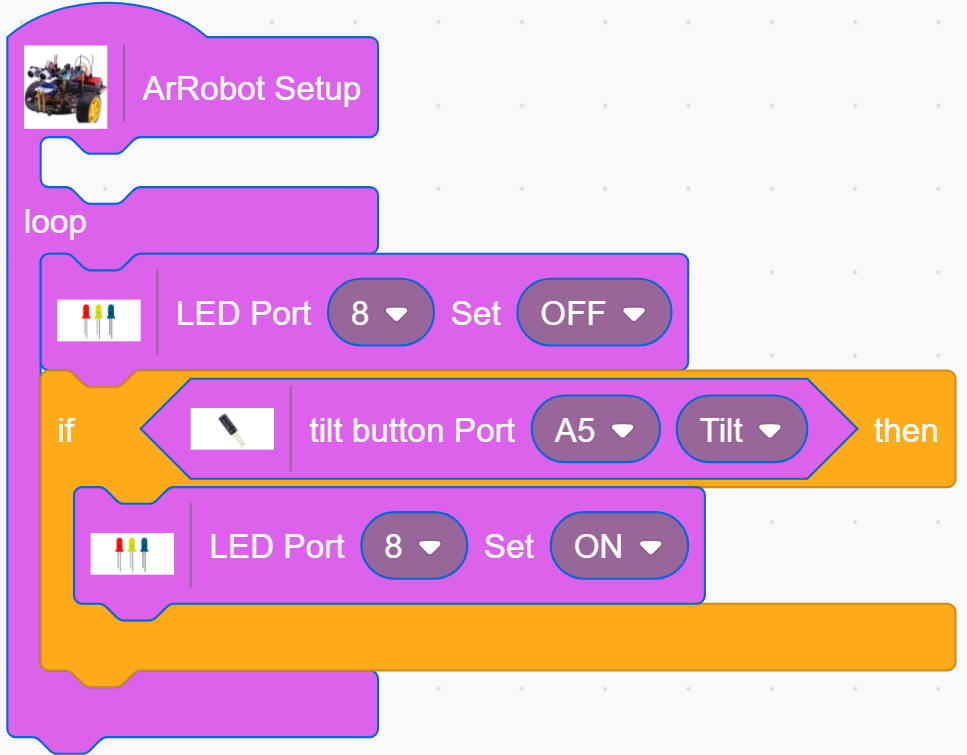 ArRobot Setup
loop
LED Port 8 Set OFF
if tilt button Port A5 Tilt then
LED Port 8 Set ON